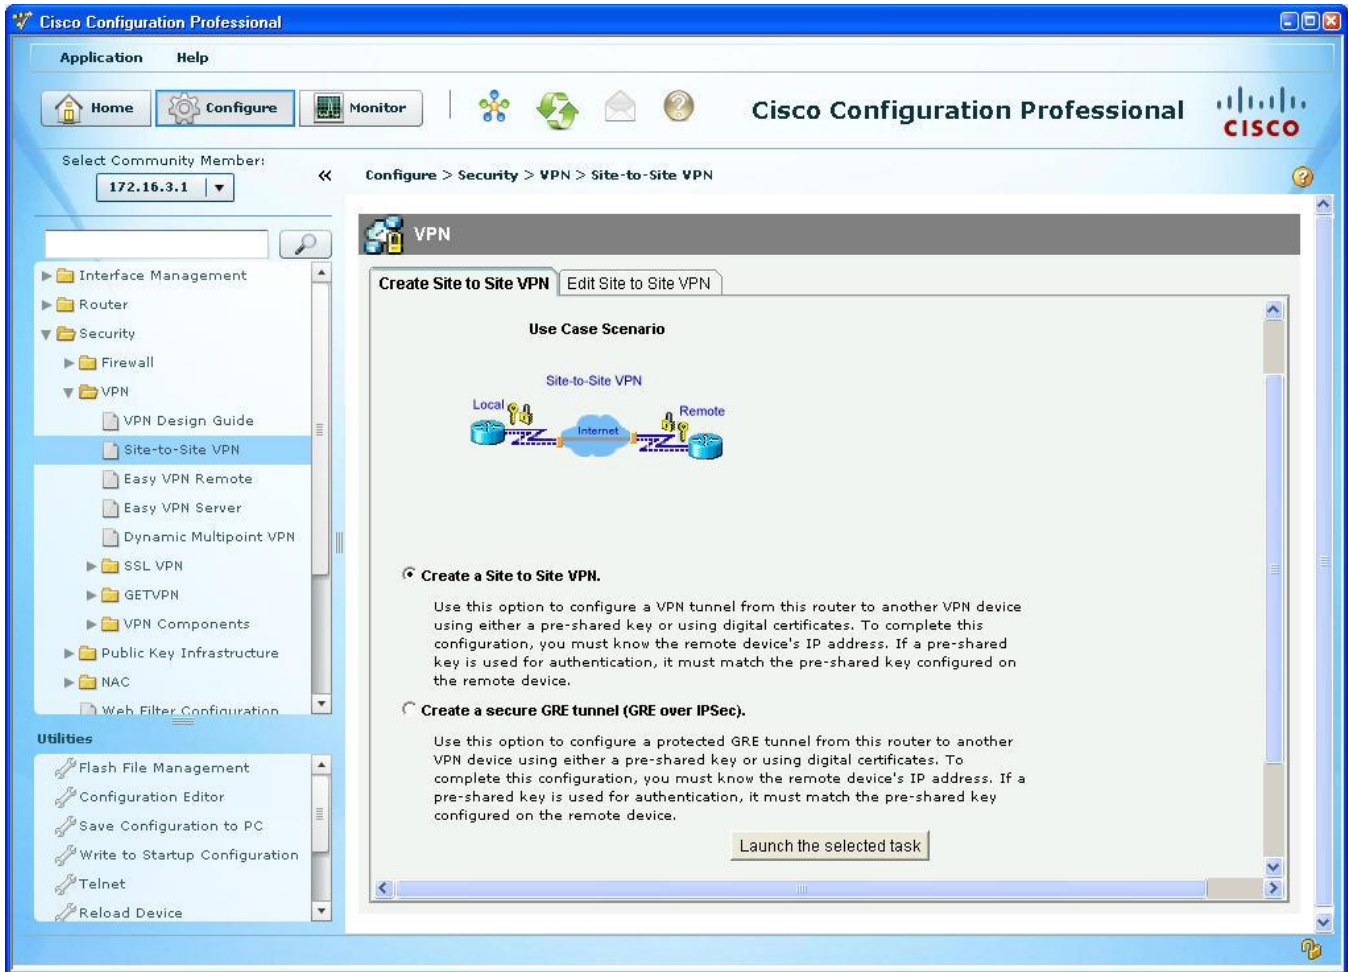 Cisco Configuration Professional
Application Help
Home Configure Monitor Cisco Configuration Professional CISCO
Select Community Member:
172.16.3.1
« Configure > Security > VPN > Site-to-Site VPN
VPN
Interface Management
Router
Security
Firewall
VPN
VPN Design Guide
Site-to-Site VPN
Easy VPN Remote
Easy VPN Server
Dynamic Multipoint VPN
SSL VPN
GETVPN
VPN Components
Public Key Infrastructure
NAC
Web Filter Configuration
Utilities
Flash File Management
Configuration Editor
Save Configuration to PC
Write to Startup Configuration
Telnet
Reload Device
Create Site to Site VPN Edit Site to Site VPN
Use Case Scenario
Site-to-Site VPN
Local
Internet
Remote
Create a Site to Site VPN.
Use this option to configure a VPN tunnel from this router to another VPN device
using either a pre-shared key or using digital certificates. To complete this
configuration, you must know the remote device's IP address. If a pre-shared
key is used for authentication, it must match the pre-shared key configured on
the remote device.
Create a secure GRE tunnel (GRE over IPSec).
Use this option to configure a protected GRE tunnel from this router to another
VPN device using either a pre-shared key or using digital certificates. To
complete this configuration, you must know the remote device's IP address. If a
pre-shared key is used for authentication, it must match the pre-shared key
configured on the remote device.
Launch the selected task